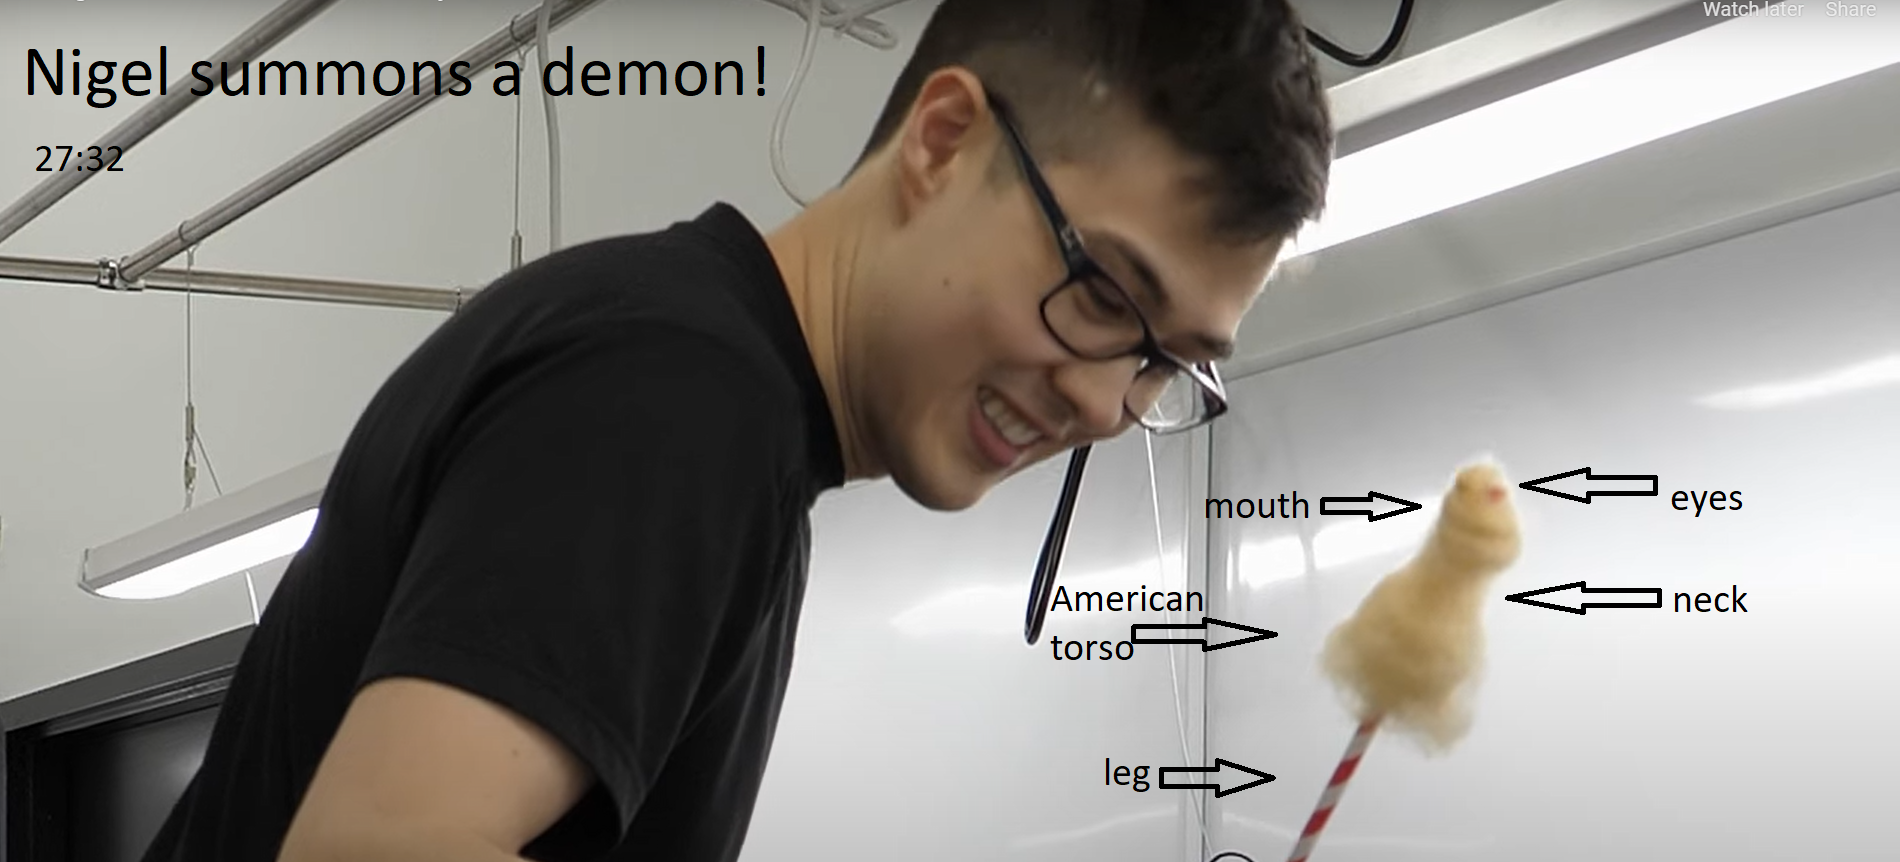 Watch later Share
Nigel summons a demon!
27:32
mouth
eyes
American
torso
neck
leg